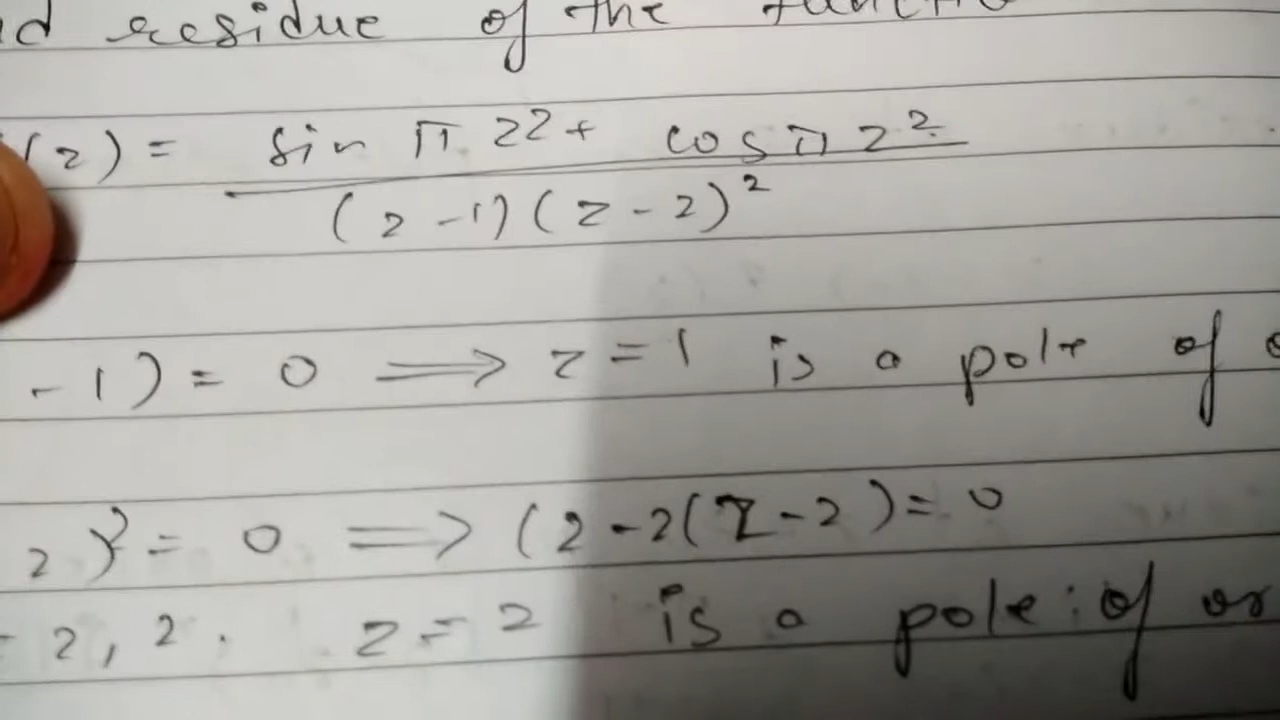 residue of the
(z) = sin π z2 + cos π z²
(z - 1) (z - 2)²
- 1) = 0 ⟹ z = 1 is a pole of
2)² = 0 ⟹ (z - 2(z - 2) = 0
= 2, 2. z = 2 is a pole of or